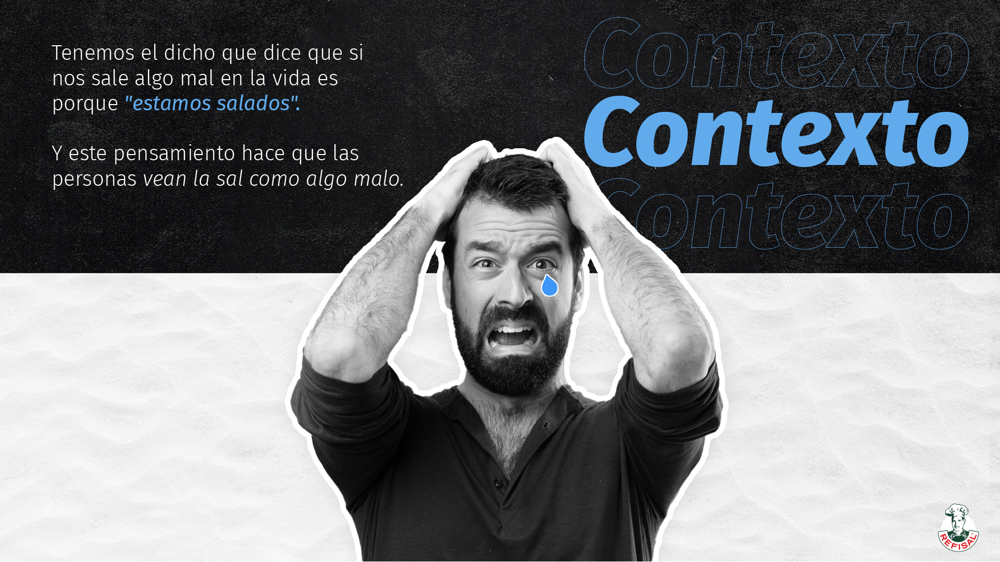 Tenemos el dicho que dice que si
nos sale algo mal en la vida es
porque "estamos salados".
Y este pensamiento hace que las
personas vean la sal como algo malo.
Contexto
Contexto
Contexto
REFISAL